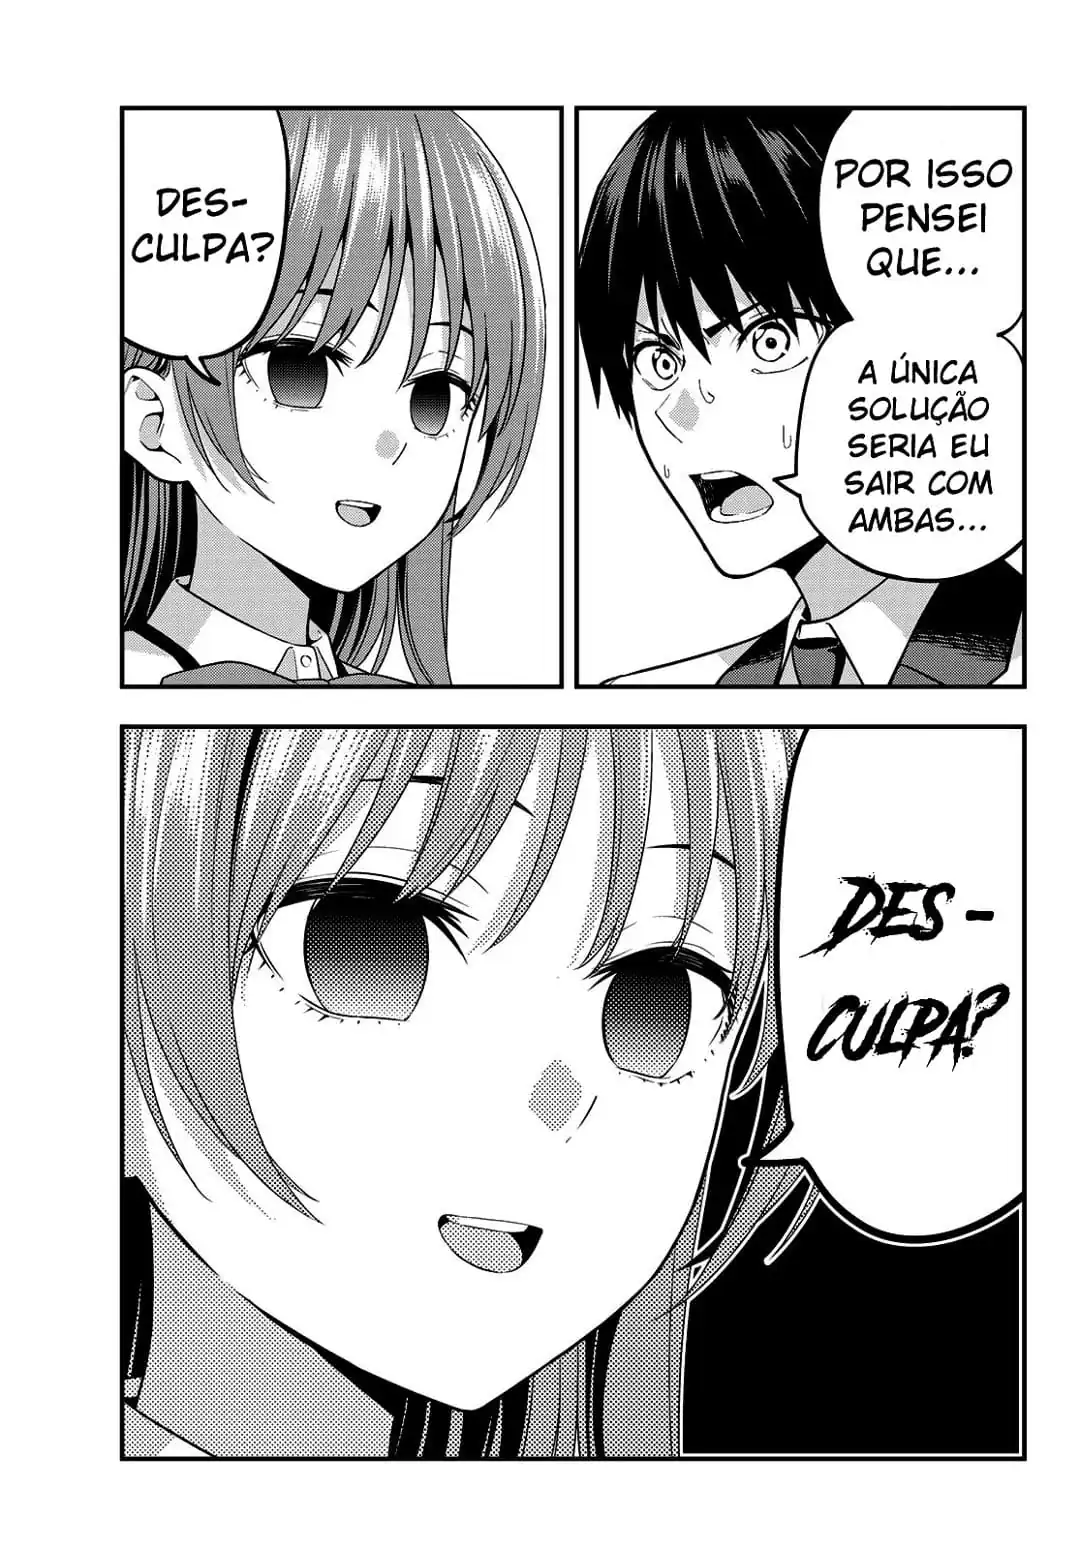 POR ISSO
PENSEI
QUE...
A ÚNICA
SOLUÇÃO
SERIA EU
SAIR COM
AMBAS...
DES-
CULPA?
DES-
CULPA?